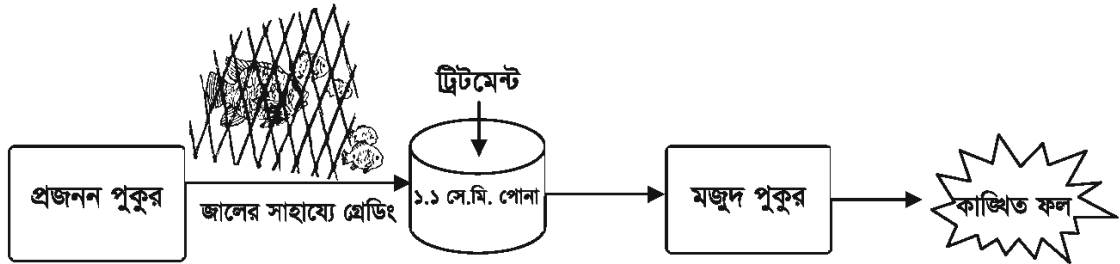 ট্রিটমেন্ট
প্রজনন পুকুর
জালের সাহায্যে গ্রেডিং
১.১ সে.মি. পোনা
মজুদ পুকুর
কাঙ্খিত ফল